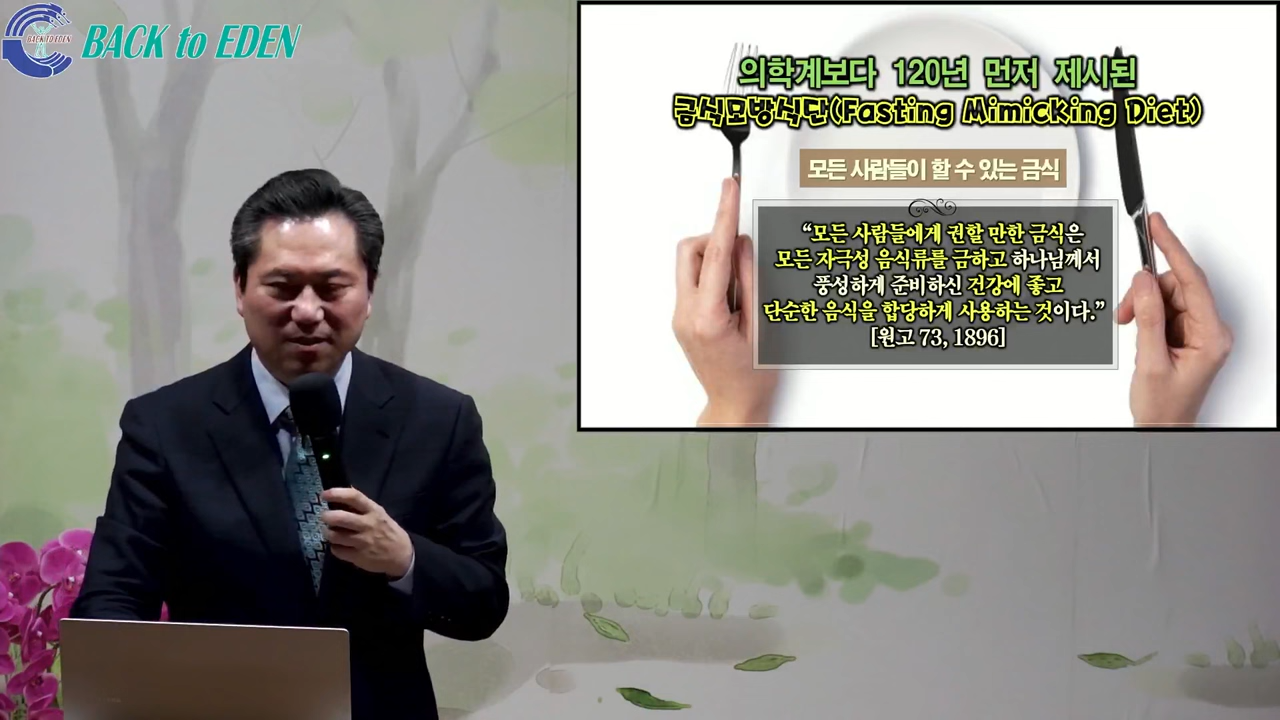 BACK TO EDEN
BACK to EDEN
의학계보다 120년 먼저 제시된
금식모방식단(Fasting Mimicking Diet)
모든 사람들이 할 수 있는 금식
“모든 사람들에게 권할 만한 금식은
모든 자극성 음식류를 금하고 하나님께서
풍성하게 준비하신 건강에 좋고
단순한 음식을 합당하게 사용하는 것이다.”
[원고 73, 1896]